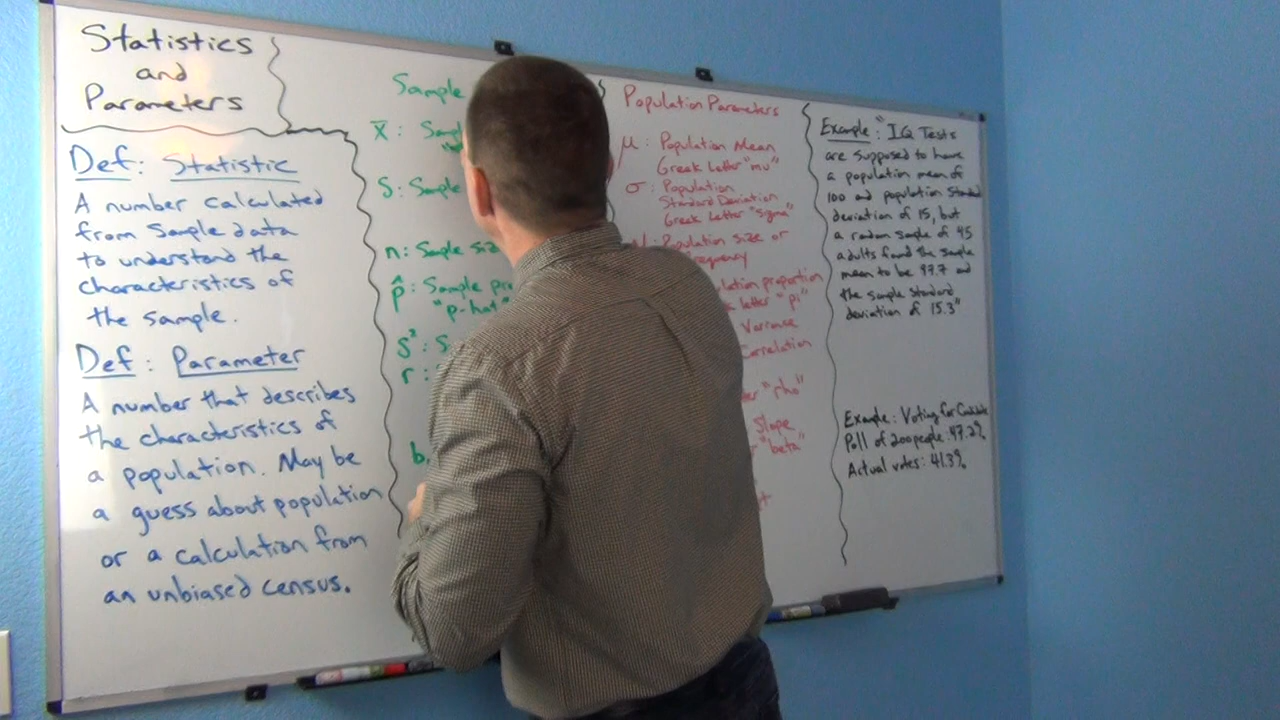 Statistics
and
Parameters
Def: Statistic
A number calculated
from sample data
to understand the
characteristics of
the sample.
Def: Parameter
A number that describes
the characteristics of
a population. May be
a guess about population
or a calculation from
an unbiased census.
Sample
x̄:
S: Sample
n: Sample
p̂: Sample
"p-hat"
S²:
r:
b
Population Parameters
μ: Population Mean
Greek Letter "mu"
σ: Population
Standard Deviation
Greek Letter "sigma"
Population size or
proportion
letter "pi"
Variance
Correlation
"rho"
Slope
"beta"
Example: "IQ Tests
are supposed to have
a population mean of
100 and population
deviation of 15, but
a random sample of 45
adults found the sample
mean to be 97.7 and
the sample standard
deviation of 15.3"
Example: Voting for Candidate
Poll of 200 people: 47.2%
Actual votes: 41.3%